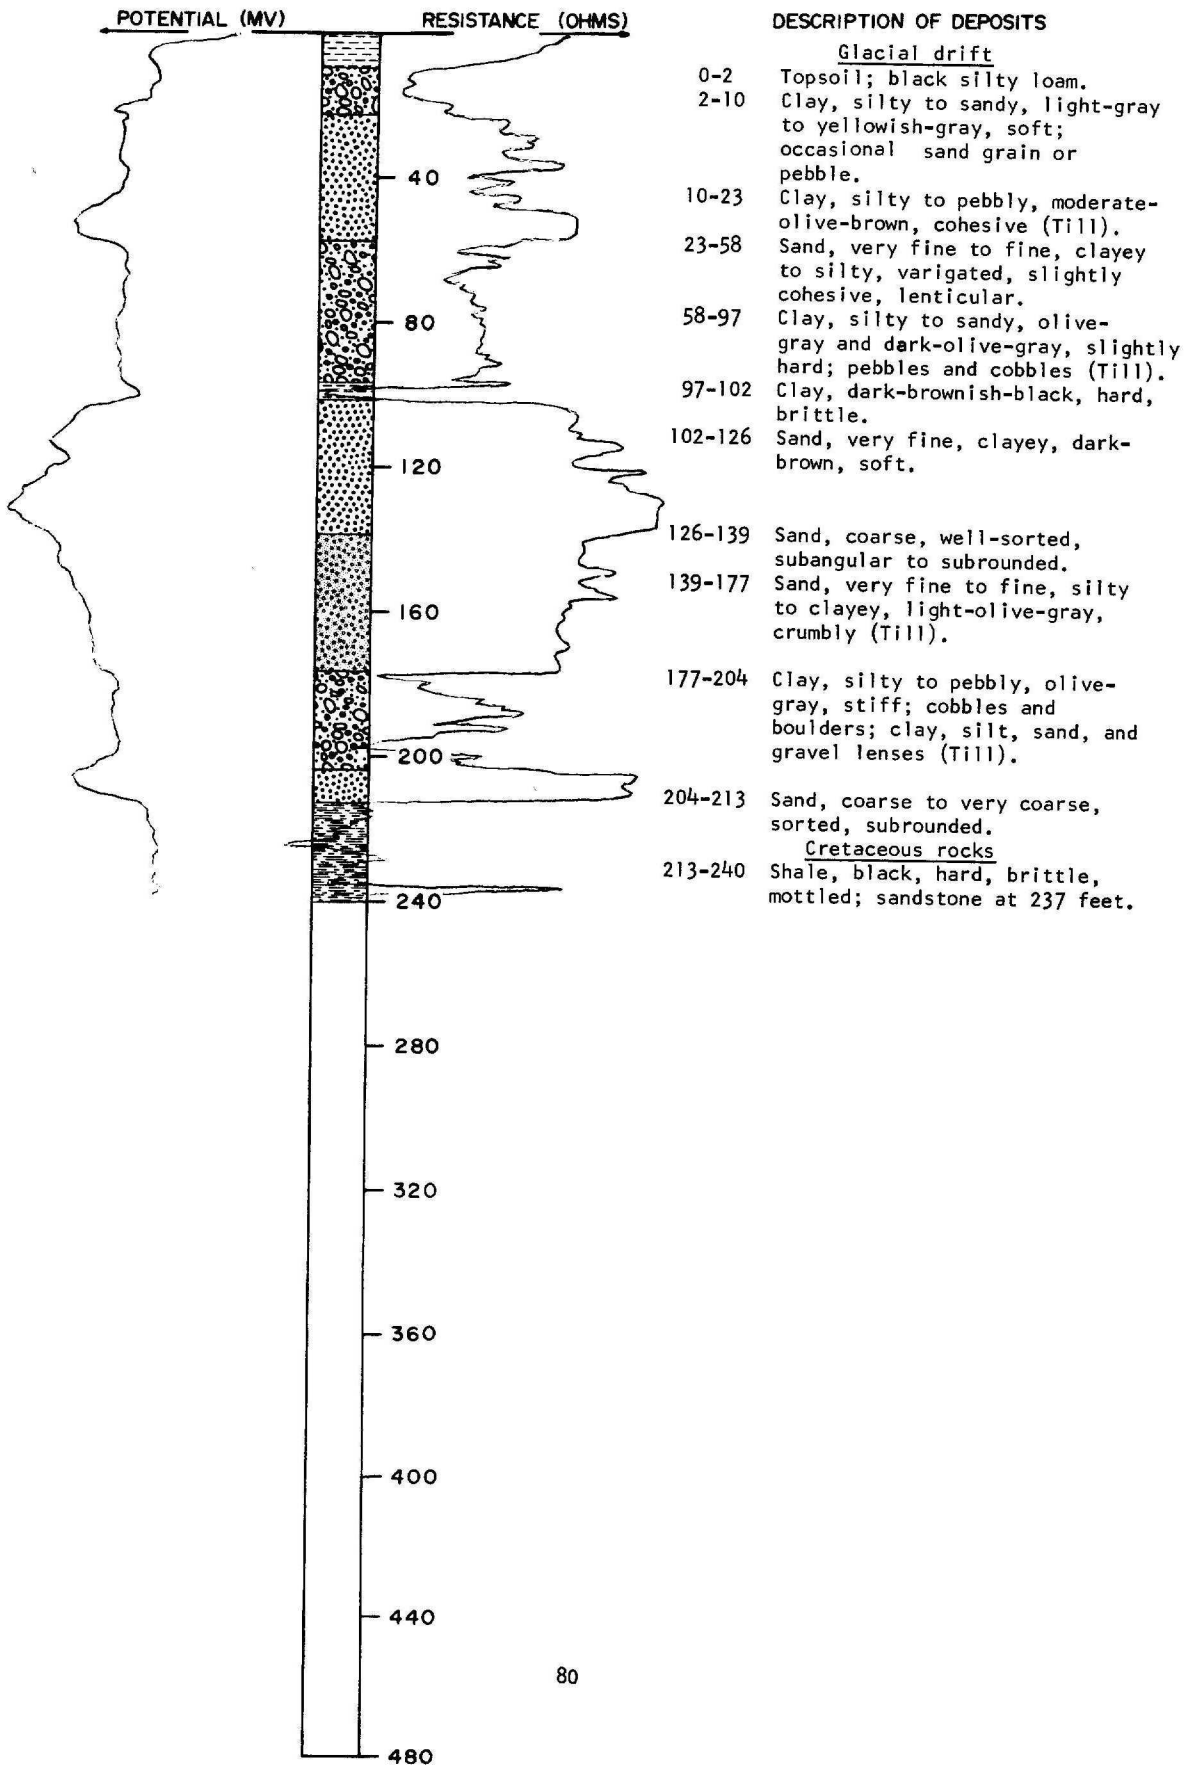 POTENTIAL (MV) RESISTANCE (OHMS) DESCRIPTION OF DEPOSITS
Glacial drift
0-2 Topsoil; black silty loam.
2-10 Clay, silty to sandy, light-gray
to yellowish-gray, soft;
occasional sand grain or
pebble.
10-23 Clay, silty to pebbly, moderate-
olive-brown, cohesive (Till).
23-58 Sand, very fine to fine, clayey
to silty, varigated, slightly
cohesive, lenticular.
58-97 Clay, silty to sandy, olive-
gray and dark-olive-gray, slightly
hard; pebbles and cobbles (Till).
97-102 Clay, dark-brownish-black, hard,
brittle.
102-126 Sand, very fine, clayey, dark-
brown, soft.
126-139 Sand, coarse, well-sorted,
subangular to subrounded.
139-177 Sand, very fine to fine, silty
to clayey, light-olive-gray,
crumbly (Till).
177-204 Clay, silty to pebbly, olive-
gray, stiff; cobbles and
boulders; clay, silt, sand, and
gravel lenses (Till).
204-213 Sand, coarse to very coarse,
sorted, subrounded.
Cretaceous rocks
213-240 Shale, black, hard, brittle,
mottled; sandstone at 237 feet.
40
80
120
160
200
240
280
320
360
400
440
480
80